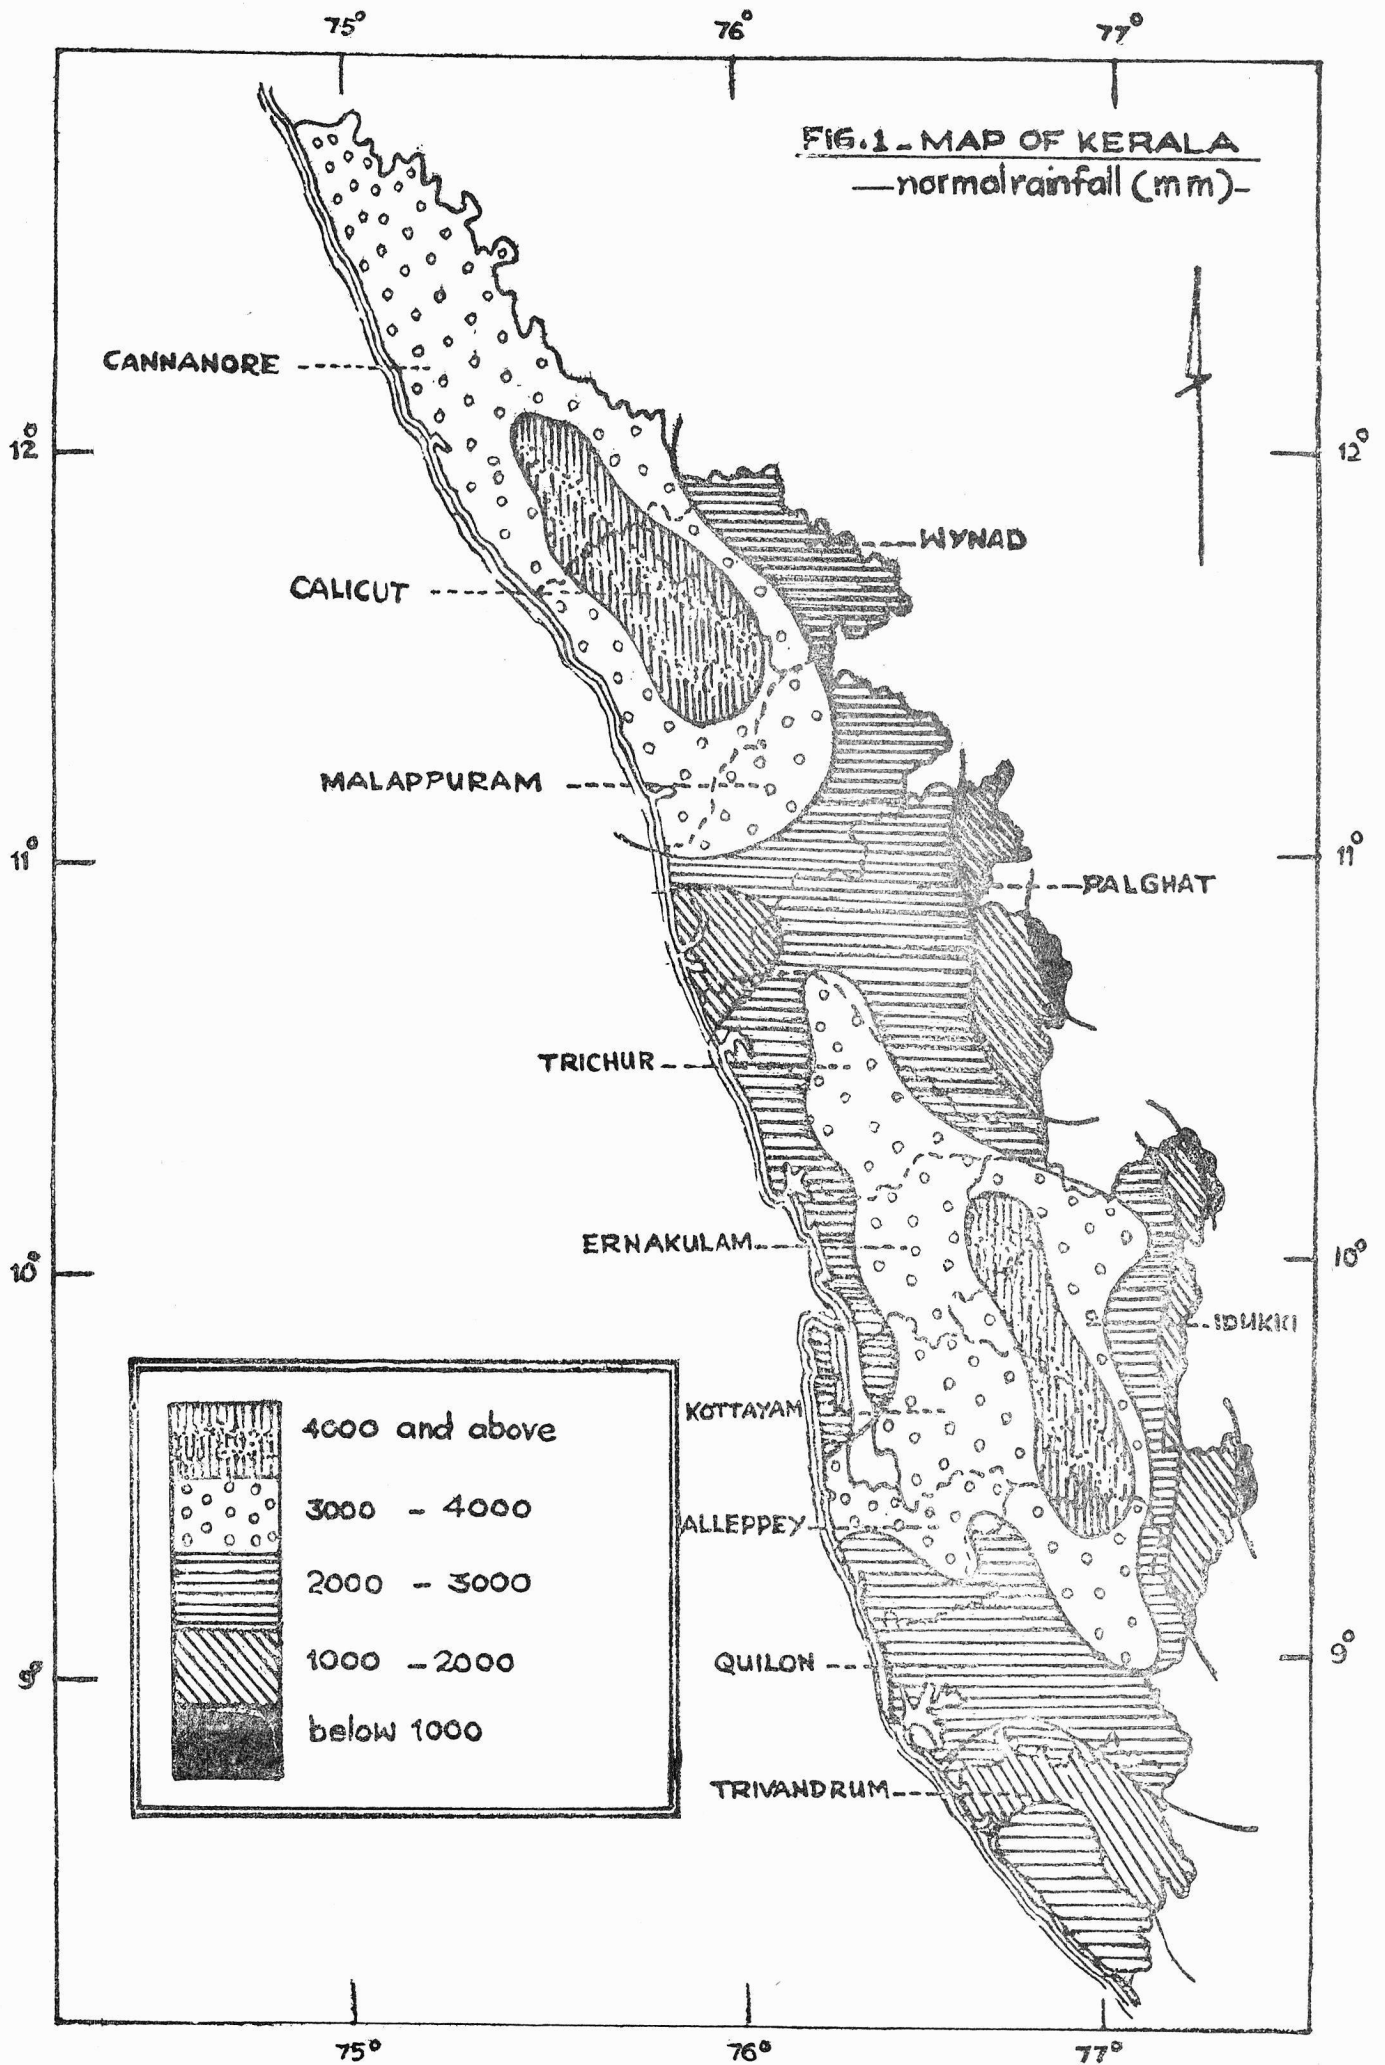 75° 76° 77°
FIG.1 - MAP OF KERALA
— normal rainfall (mm) -
CANNANORE
12° 12°
WYNAD
CALICUT
MALAPPURAM
11° 11°
PALGHAT
TRICHUR
ERNAKULAM
10° 10°
IDUKKI
KOTTAYAM
4000 and above
3000 - 4000
ALLEPPEY
2000 - 3000
1000 - 2000
QUILON
9° 9°
below 1000
TRIVANDRUM
75° 76° 77°